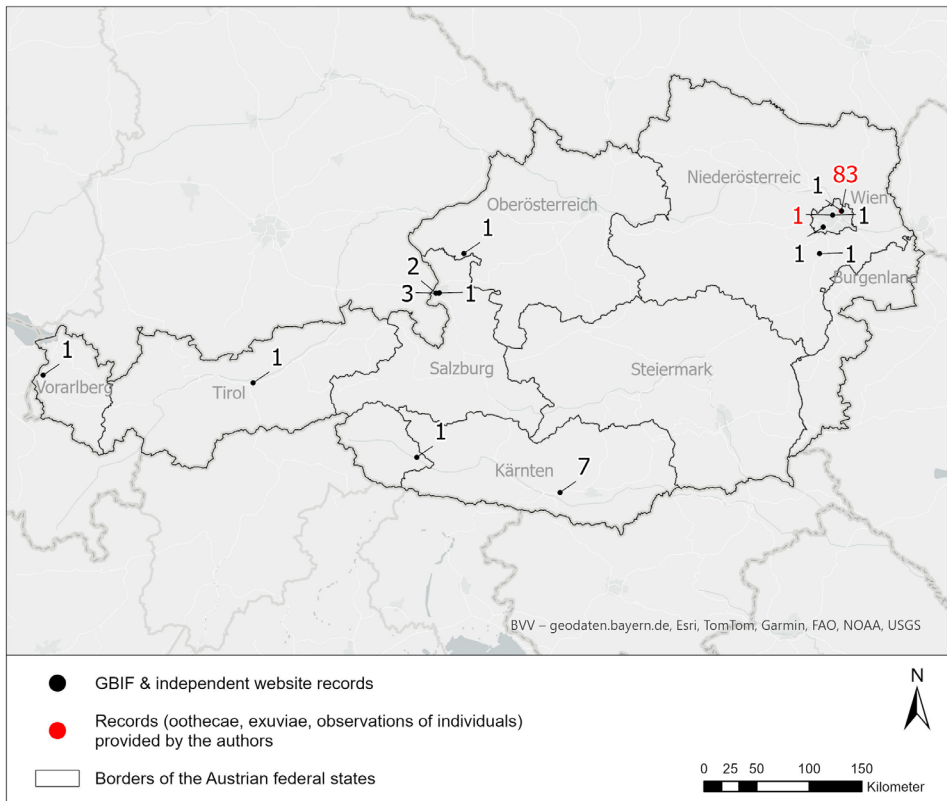 83
Niederösterreic
1
Wien
Oberösterreich
1
1
1
1
1
Burgenland
2
3
1
1
1
Vorarlberg
Tirol
Salzburg
Steiermark
1
Kärnten
7
BVV – geodaten.bayern.de, Esri, TomTom, Garmin, FAO, NOAA, USGS
GBIF & independent website records
N
Records (oothecae, exuviae, observations of individuals)
provided by the authors
Borders of the Austrian federal states
0 25 50 100 150
Kilometer